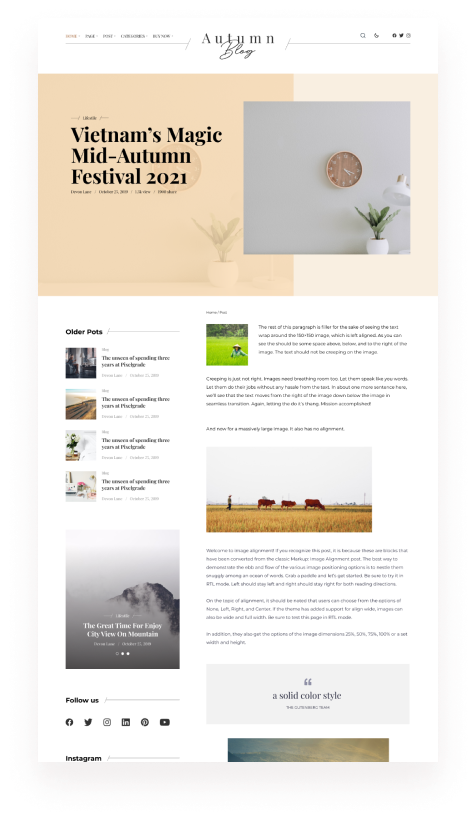 HOME PAGE POST CATEGORIES BUY NOW
Autumn
Blog
Lifestile
Vietnam's Magic
Mid-Autumn
Festival 2021
Devon Lane / October 25, 2019 / 1,5k view / 1080 share
Home / Post
Older Pots
Blog
The unseen of spending three
years at Pixelgrade
Devon Lane / October 25, 2019
Blog
The unseen of spending three
years at Pixelgrade
Devon Lane / October 25, 2019
Blog
The unseen of spending three
years at Pixelgrade
Devon Lane / October 25, 2019
Blog
The unseen of spending three
years at Pixelgrade
Devon Lane / October 25, 2019
The Great Time For Enjoy
City View On Mountain
Devon Lane / October 25, 2019
Follow us
Instagram
The rest of this paragraph is filler for the sake of seeing the text
wrap around the 150×150 image, which is left aligned. As you can
see the should be some space above, below, and to the right of the
image. The text should not be creeping on the image.
Creeping is just not right. Images need breathing room too. Let them speak like you words.
Let them do their jobs without any hassle from the text. In about one more sentence here,
we'll see that the text moves from the right of the image down below the image in
seamless transition. Again, letting the do it's thang. Mission accomplished!
And now for a massively large image. It also has no alignment.
Welcome to image alignment! If you recognize this post, it is because these are blocks that
have been converted from the classic Markup: Image Alignment post. The best way to
demonstrate the ebb and flow of the various image positioning options is to nestle them
snuggly among an ocean of words. Grab a paddle and let's get started. Be sure to try it in
RTL mode. Left should stay left and right should stay right for both reading directions.
On the topic of alignment, it should be noted that users can choose from the options of
None, Left, Right, and Center. If the theme has added support for align wide, images can
also be wide and full width. Be sure to test this page in RTL mode.
In addition, they also get the options of the image dimensions 25%, 50%, 75%, 100% or a set
width and height.
a solid color style
THE GUTENBERG TEAM